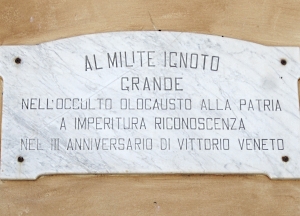 AL MILITE IGNOTO
GRANDE
NELL'OCCULTO OLOCAUSTO ALLA PATRIA
A IMPERITURA RICONOSCENZA
NEL III ANNIVERSARIO DI VITTORIO VENETO